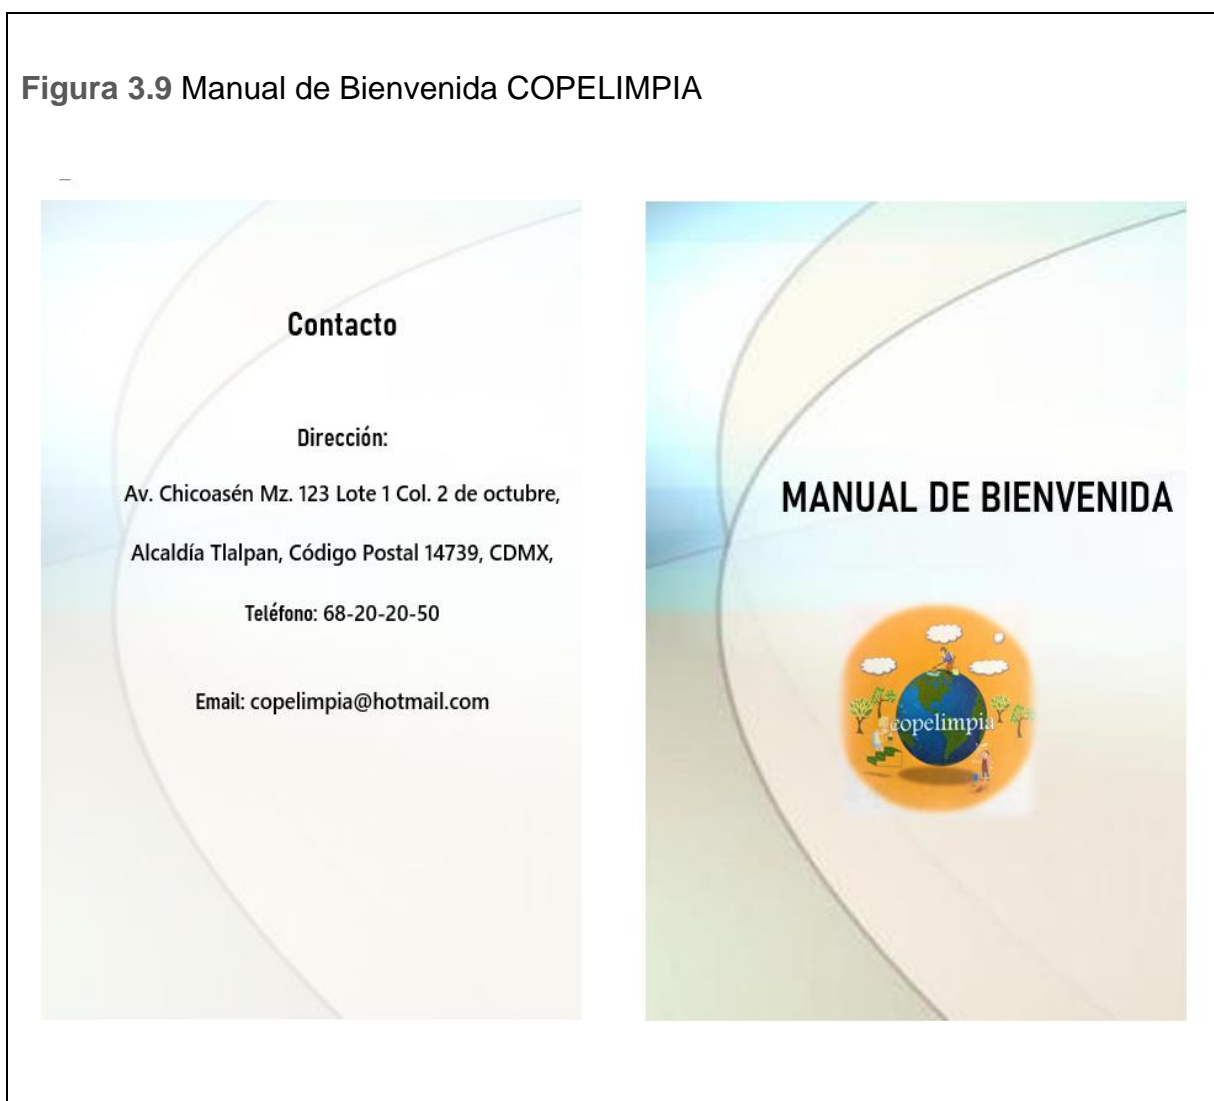 Figura 3.9 Manual de Bienvenida COPELIMPIA
Contacto
Dirección:
Av. Chicoasén Mz. 123 Lote 1 Col. 2 de octubre,
Alcaldía Tlalpan, Código Postal 14739, CDMX,
Teléfono: 68-20-20-50
Email: copelimpia@hotmail.com
MANUAL DE BIENVENIDA
copelimpia